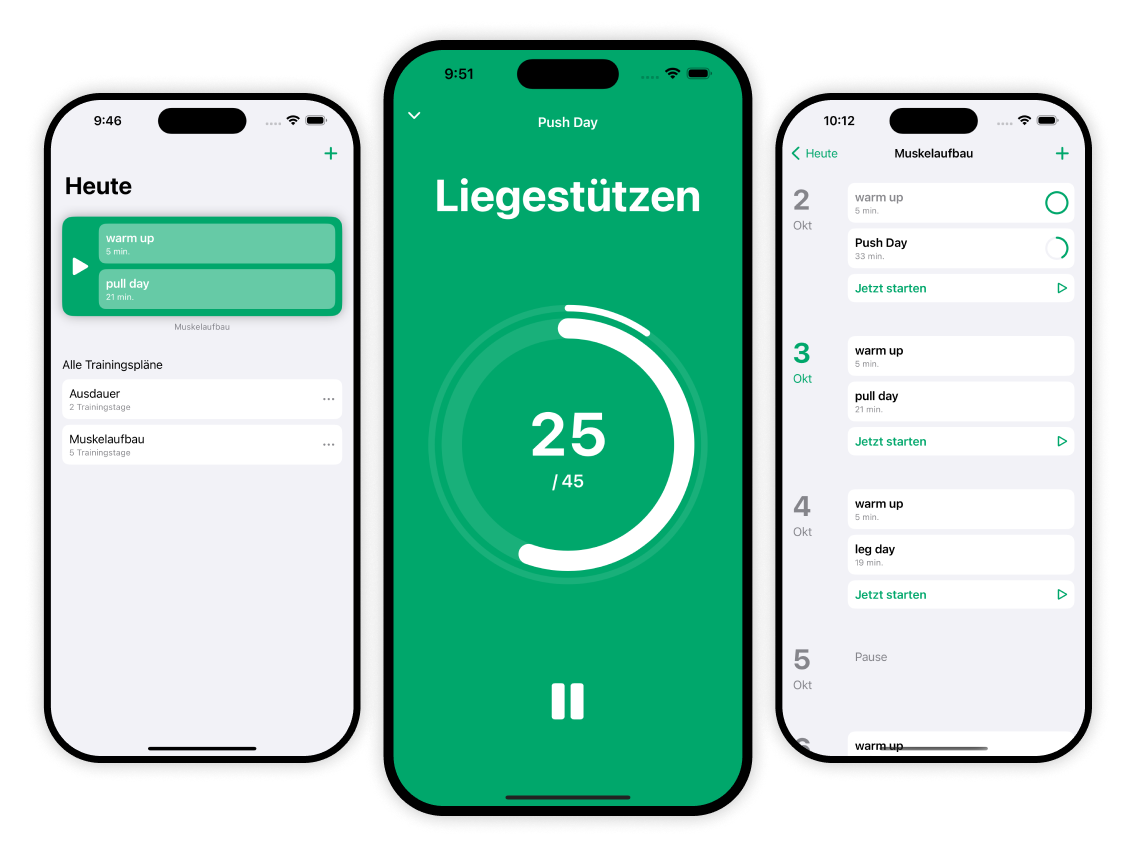 9:46
Heute
warm up
5 min.
pull day
21 min.
Muskelaufbau
Alle Trainingspläne
Ausdauer
2 Trainingstage
Muskelaufbau
5 Trainingstage
9:51
Push Day
Liegestützen
25
/ 45
10:12
Heute Muskelaufbau
2
Okt
warm up
5 min.
Push Day
33 min.
Jetzt starten
3
Okt
warm up
5 min.
pull day
21 min.
Jetzt starten
4
Okt
warm up
5 min.
leg day
19 min.
Jetzt starten
5
Okt
Pause
6
warm up